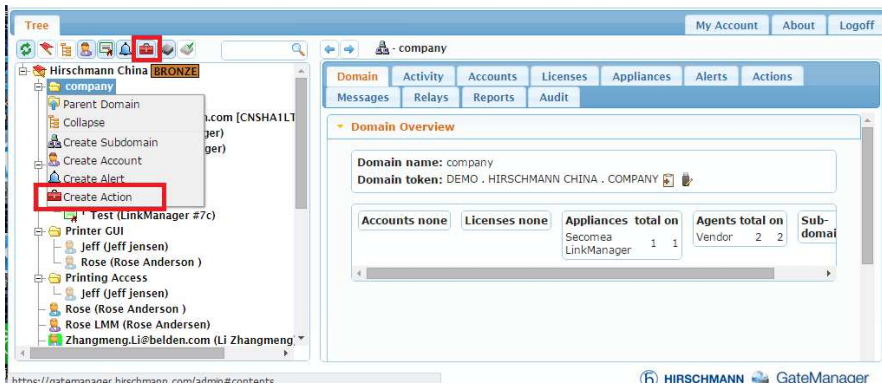 Tree
My Account About Logoff
- company
Hirschmann China BRONZE
company
Parent Domain
Collapse
Create Subdomain
Create Account
Create Alert
Create Action
n.com [CNSHA1LT
ger)
ger)
Test (LinkManager #7c)
Printer GUI
Jeff (Jeff jensen)
Rose (Rose Anderson )
Printing Access
Jeff (Jeff jensen)
Rose (Rose Anderson )
Rose LMM (Rose Andersen)
Zhangmeng.Li@belden.com (Li Zhangmeng
Domain Activity Accounts Licenses Appliances Alerts Actions
Messages Relays Reports Audit
Domain Overview
Domain name: company
Domain token: DEMO . HIRSCHMANN CHINA . COMPANY
Accounts none Licenses none Appliances total on Agents total on Sub-
domai
Secomea
LinkManager 1 1
Vendor 2 2
https://gatemanager.hirschmann.com/admin#contents
HIRSCHMANN GateManager